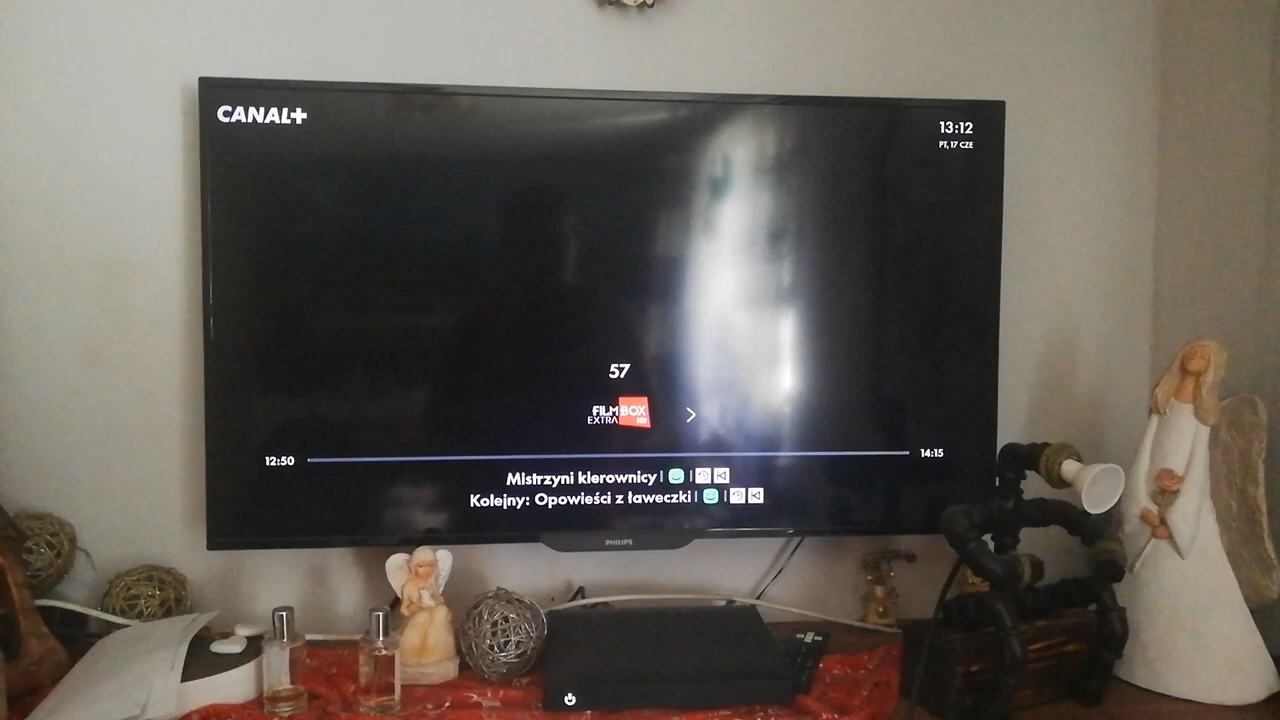 CANAL+
13:12
PT, 17 CZE
57
FILMBOX
EXTRA HD
12:50
14:15
Mistrzyni kierownicy
Kolejny: Opowieści z ławeczki
PHILIPS